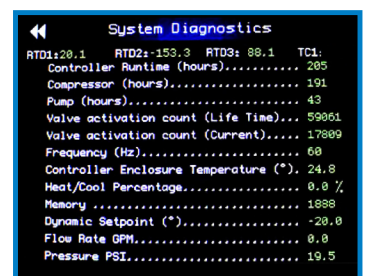 System Diagnostics
RTD1:20.1 RTD2:-153.3 RTD3: 88.1 TC1:
Controller Runtime (hours)........... 205
Compressor (hours)................... 191
Pump (hours)......................... 43
Valve activation count (Life Time)... 59061
Valve activation count (Current)..... 17809
Frequency (Hz)....................... 60
Controller Enclosure Temperature (°). 24.8
Heat/Cool Percentage................. 0.0 %
Memory .............................. 1888
Dynamic Setpoint (°)................. -20.0
Flow Rate GPM........................ 0.0
Pressure PSI......................... 19.5